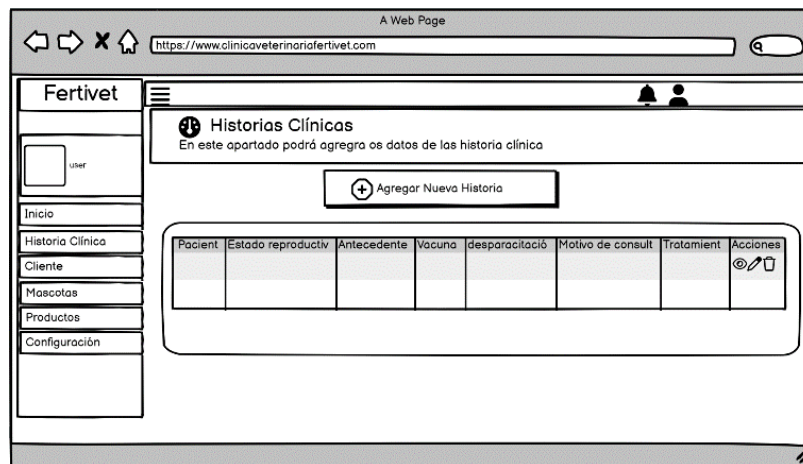 A Web Page
https://www.clinicaveterinariafertivet.com
Fertivet
Historias Clínicas
En este apartado podrá agregra os datos de las historia clínica
user
Agregar Nueva Historia
Inicio
Historia Clínica
Cliente
Mascotas
Productos
Configuración
Pacient Estado reproductiv Antecedente Vacuna desparacitació Motivo de consult Tratamient Acciones